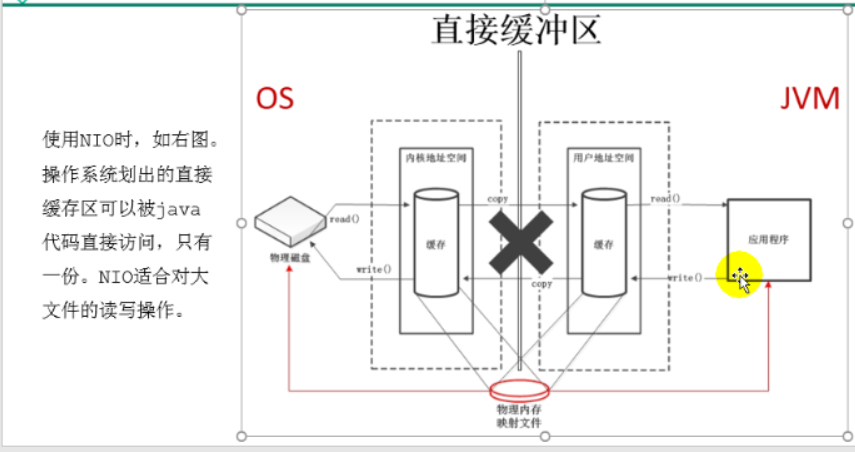 直接缓冲区
OS
JVM
使用NIO时，如右图。
操作系统划出的直接
缓存区可以被java
代码直接访问，只有
一份。NIO适合对大
文件的读写操作。
内核地址空间
用户地址空间
copy
read()
read()
缓存
缓存
应用程序
物理磁盘
write()
copy
write()
物理内存
映射文件